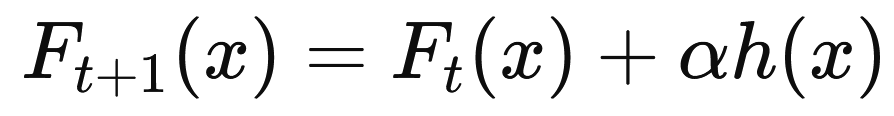 F_{t+1}(x) = F_t(x) + αh(x)